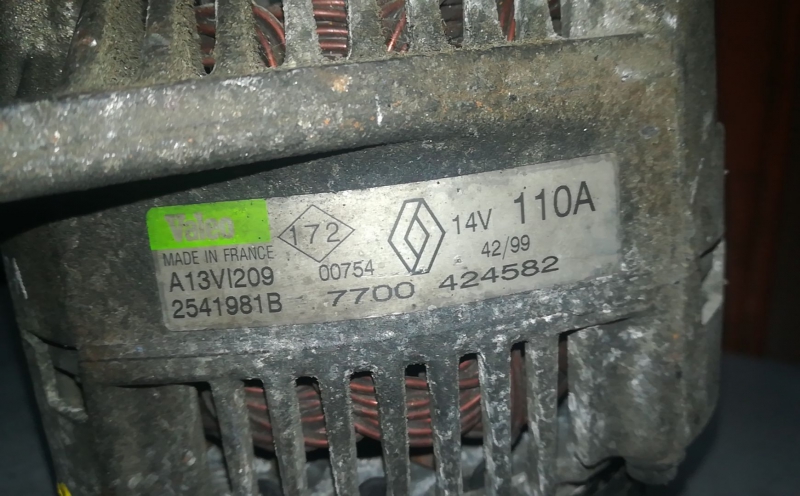 Valeo 172 14V 110A
MADE IN FRANCE 42/99
A13VI209 00754
2541981B 7700 424582